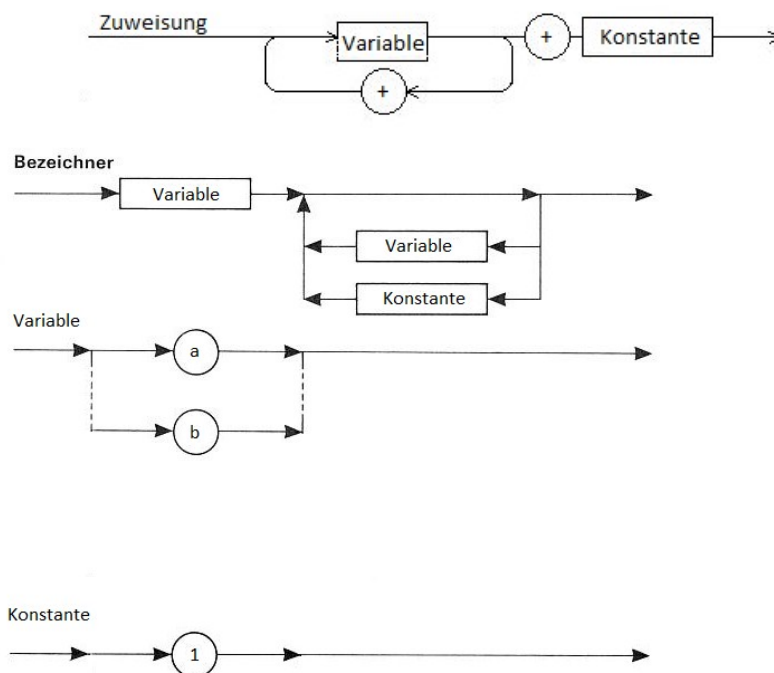 Zuweisung
Variable + Konstante
+
Bezeichner
Variable
Variable
Konstante
Variable
a
b
Konstante
1